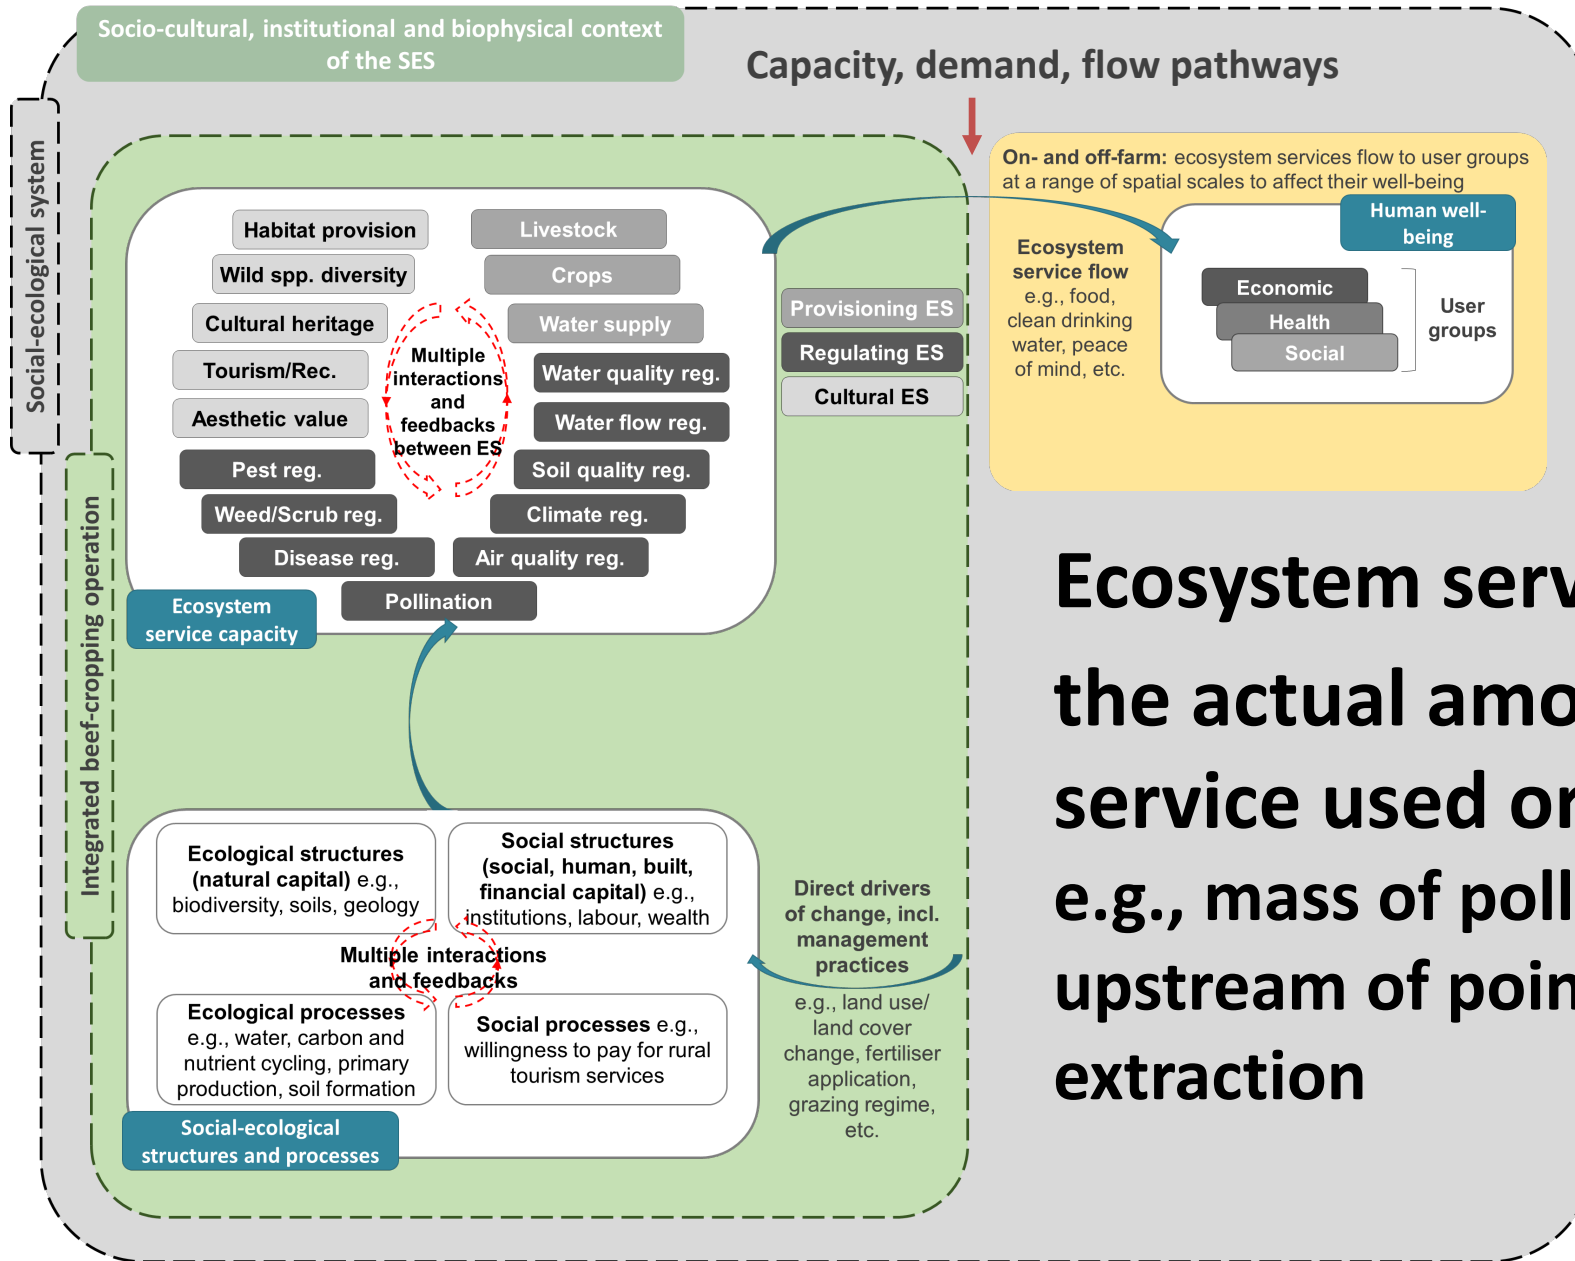 Socio-cultural, institutional and biophysical context
of the SES
Capacity, demand, flow pathways
Social-ecological system
Integrated beef-cropping operation
Habitat provision
Wild spp. diversity
Cultural heritage
Tourism/Rec.
Aesthetic value
Pest reg.
Weed/Scrub reg.
Disease reg.
Pollination
Livestock
Crops
Water supply
Water quality reg.
Water flow reg.
Soil quality reg.
Climate reg.
Air quality reg.
Multiple
interactions
and
feedbacks
between ES
Ecosystem
service capacity
Provisioning ES
Regulating ES
Cultural ES
On- and off-farm: ecosystem services flow to user groups
at a range of spatial scales to affect their well-being
Ecosystem
service flow
e.g., food,
clean drinking
water, peace
of mind, etc.
Human well-
being
Economic
Health
Social
User
groups
Ecological structures
(natural capital) e.g.,
biodiversity, soils, geology
Social structures
(social, human, built,
financial capital) e.g.,
institutions, labour, wealth
Multiple interactions
and feedbacks
Ecological processes
e.g., water, carbon and
nutrient cycling, primary
production, soil formation
Social processes e.g.,
willingness to pay for rural
tourism services
Social-ecological
structures and processes
Direct drivers
of change, incl.
management
practices
e.g., land use/
land cover
change, fertiliser
application,
grazing regime,
etc.
Ecosystem serv
the actual amo
service used or
e.g., mass of poll
upstream of poin
extraction